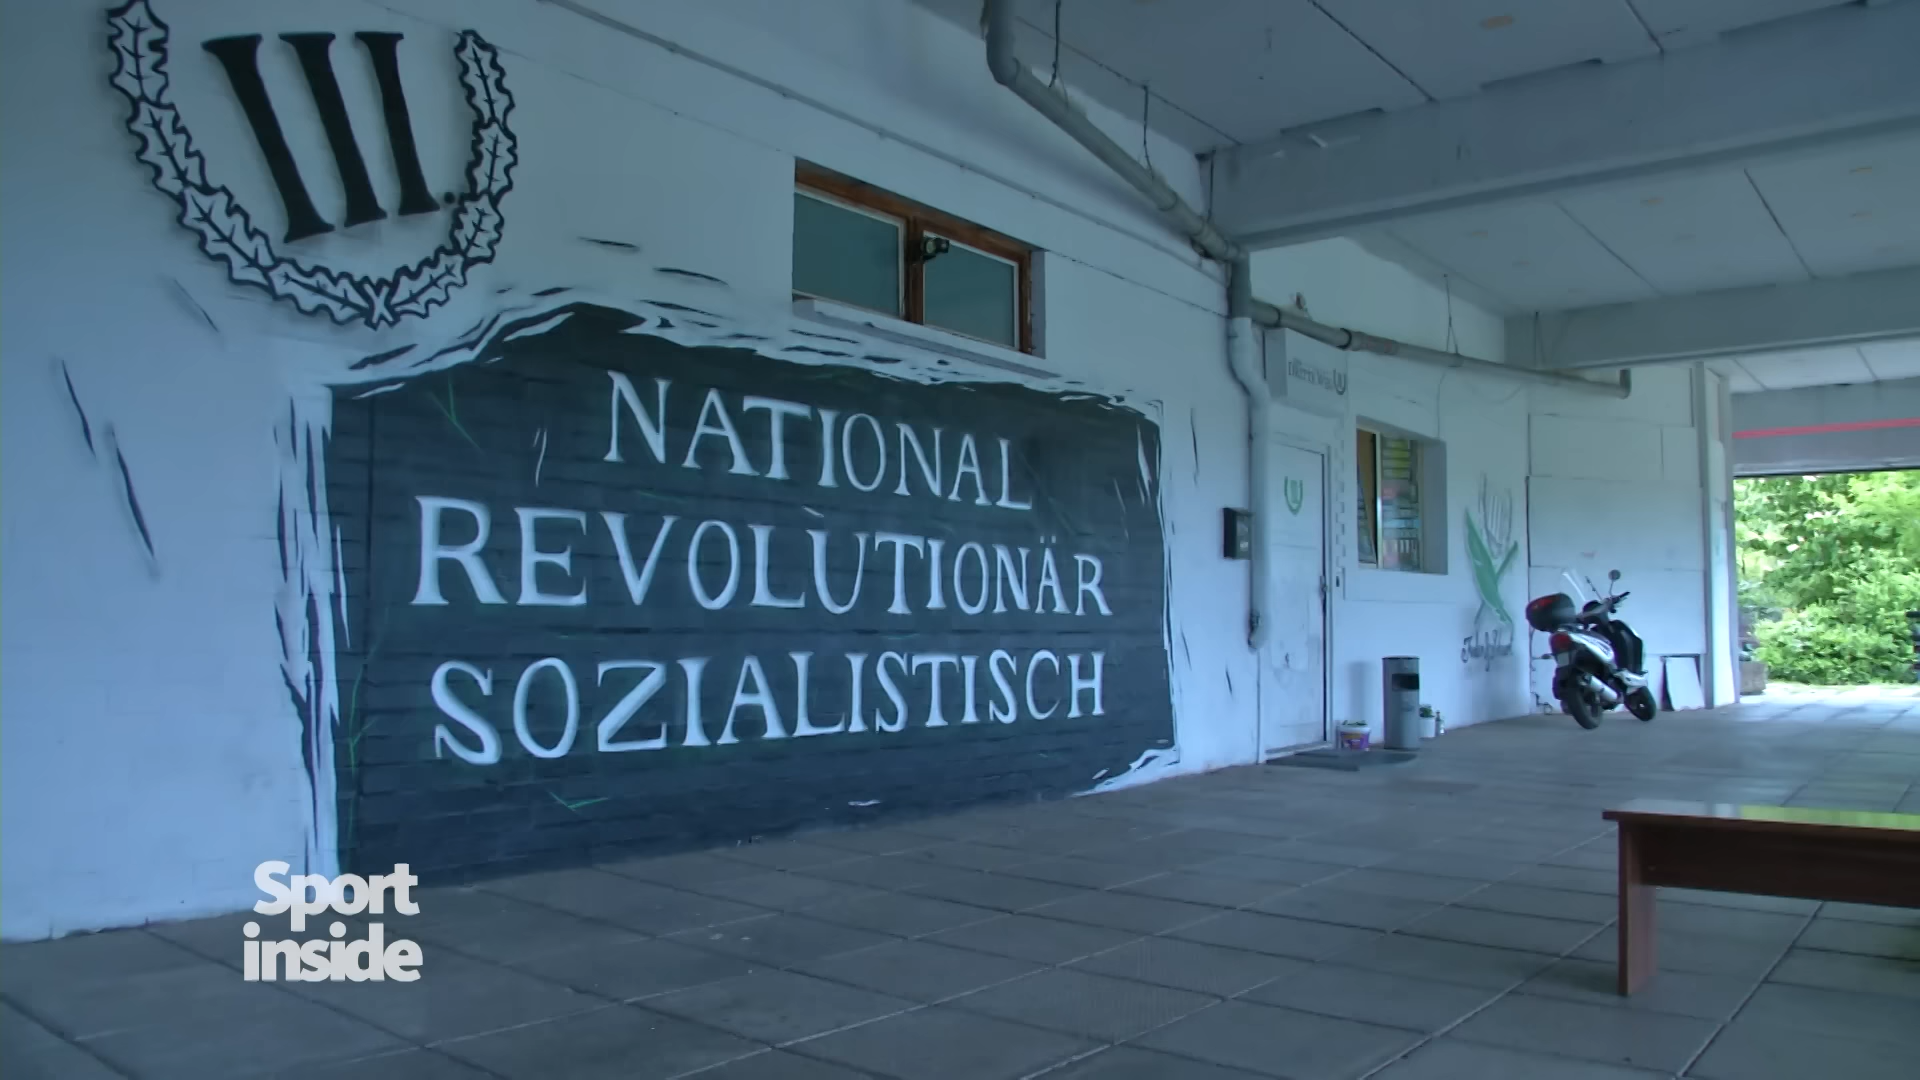 III.
NATIONAL
REVOLUTIONÄR
SOZIALISTISCH
Sport
inside